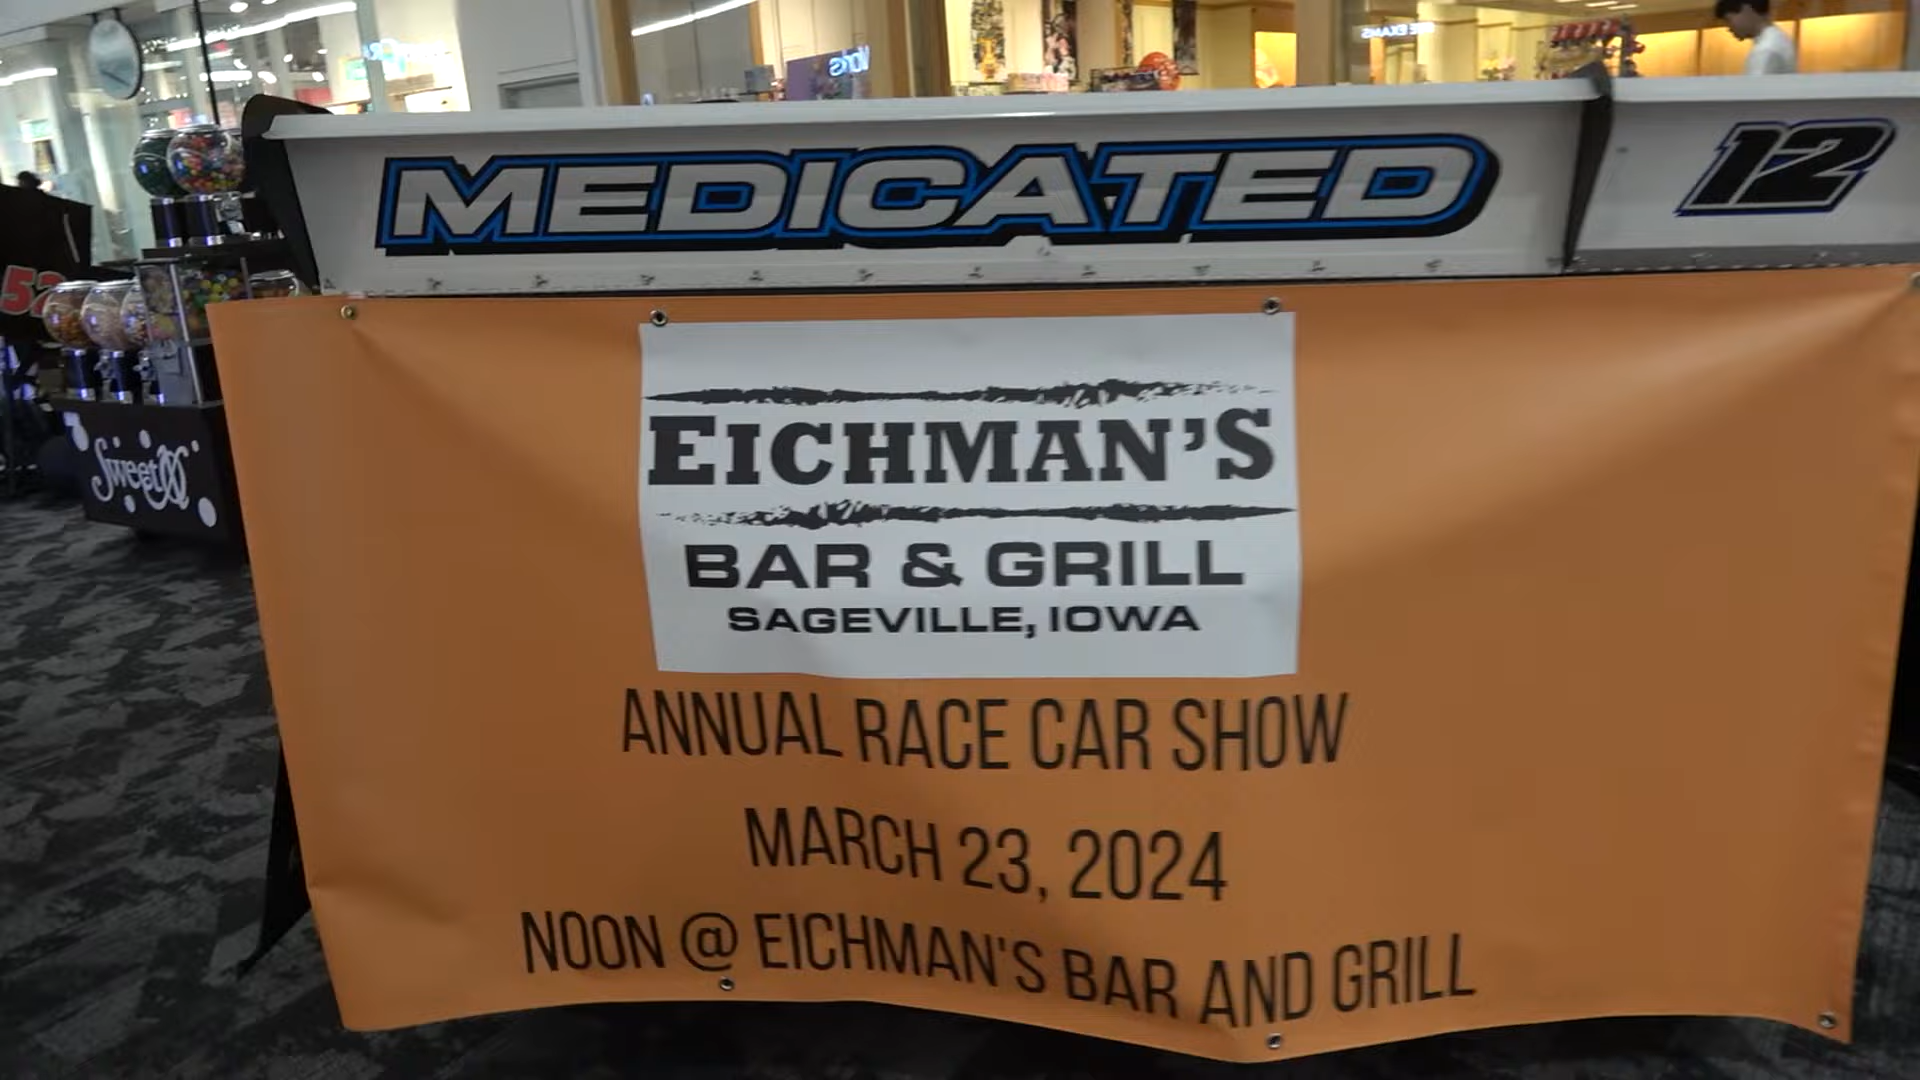 MEDICATED
12
EICHMAN'S
BAR & GRILL
SAGEVILLE, IOWA
ANNUAL RACE CAR SHOW
MARCH 23, 2024
NOON @ EICHMAN'S BAR AND GRILL
52